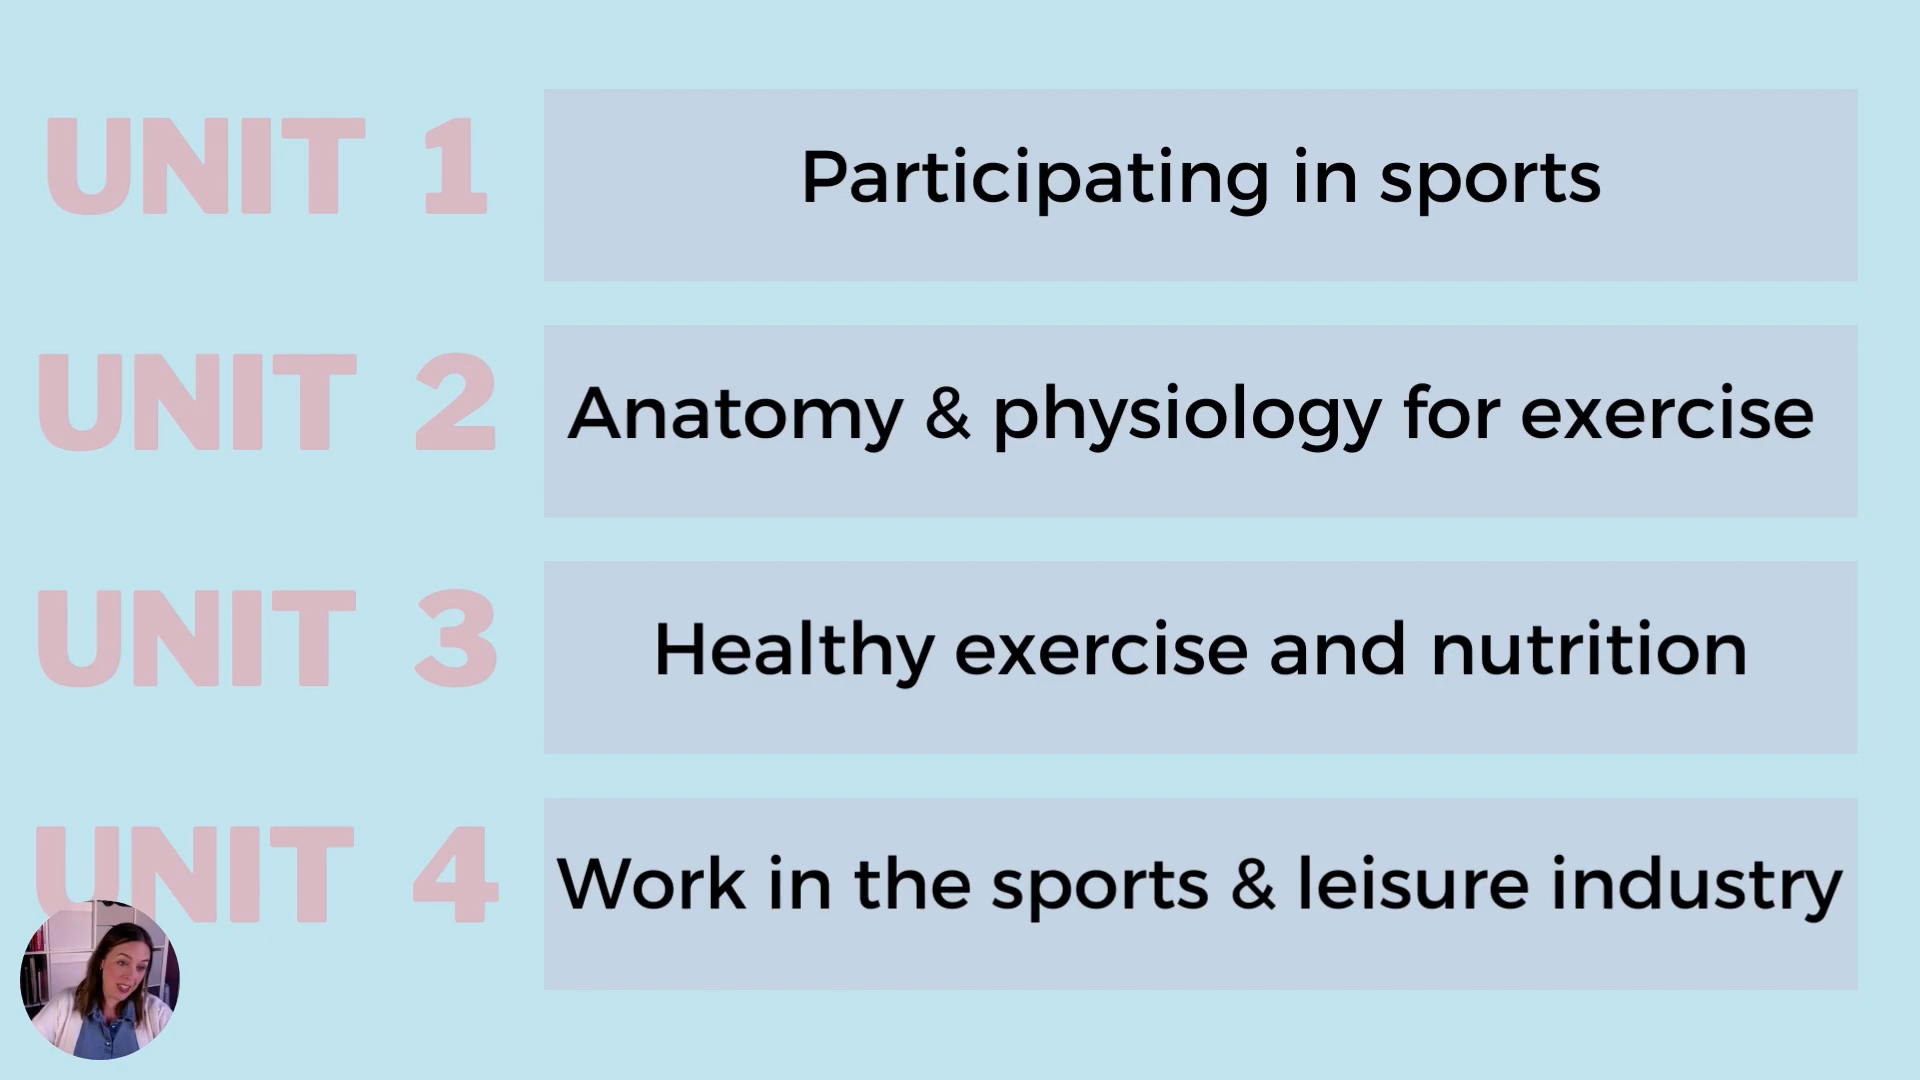 UNIT 1
Participating in sports
UNIT 2
Anatomy & physiology for exercise
UNIT 3
Healthy exercise and nutrition
UNIT 4
Work in the sports & leisure industry